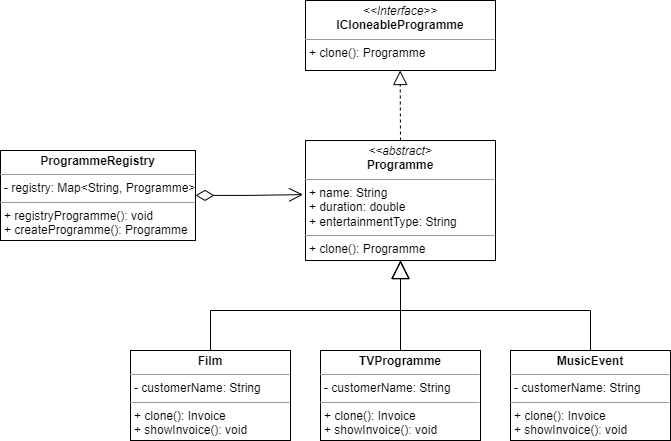 <<Interface>>
ICloneableProgramme
+ clone(): Programme
<<abstract>
Programme
+ name: String
+ duration: double
+ entertainmentType: String
+ clone(): Programme
ProgrammeRegistry
- registry: Map<String, Programme>
+ registryProgramme(): void
+ createProgramme(): Programme
Film
- customerName: String
+ clone(): Invoice
+ showInvoice(): void
TVProgramme
- customerName: String
+ clone(): Invoice
+ showInvoice(): void
MusicEvent
- customerName: String
+ clone(): Invoice
+ showInvoice(): void